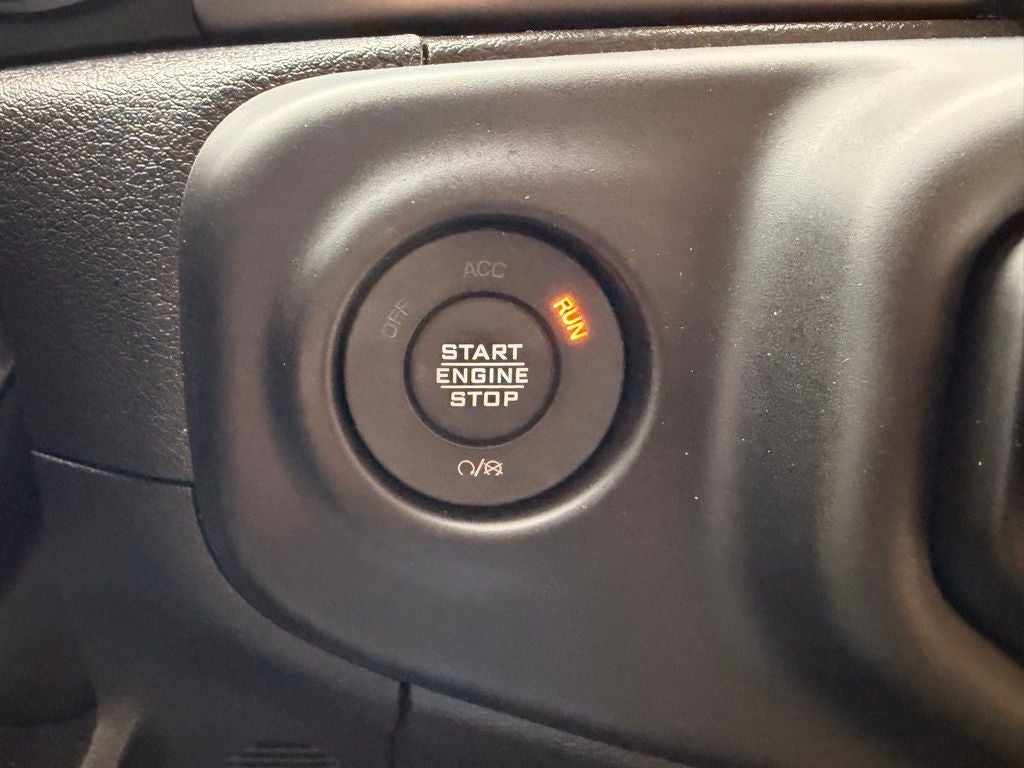 ACC
OFF
RUN
START
ENGINE
STOP